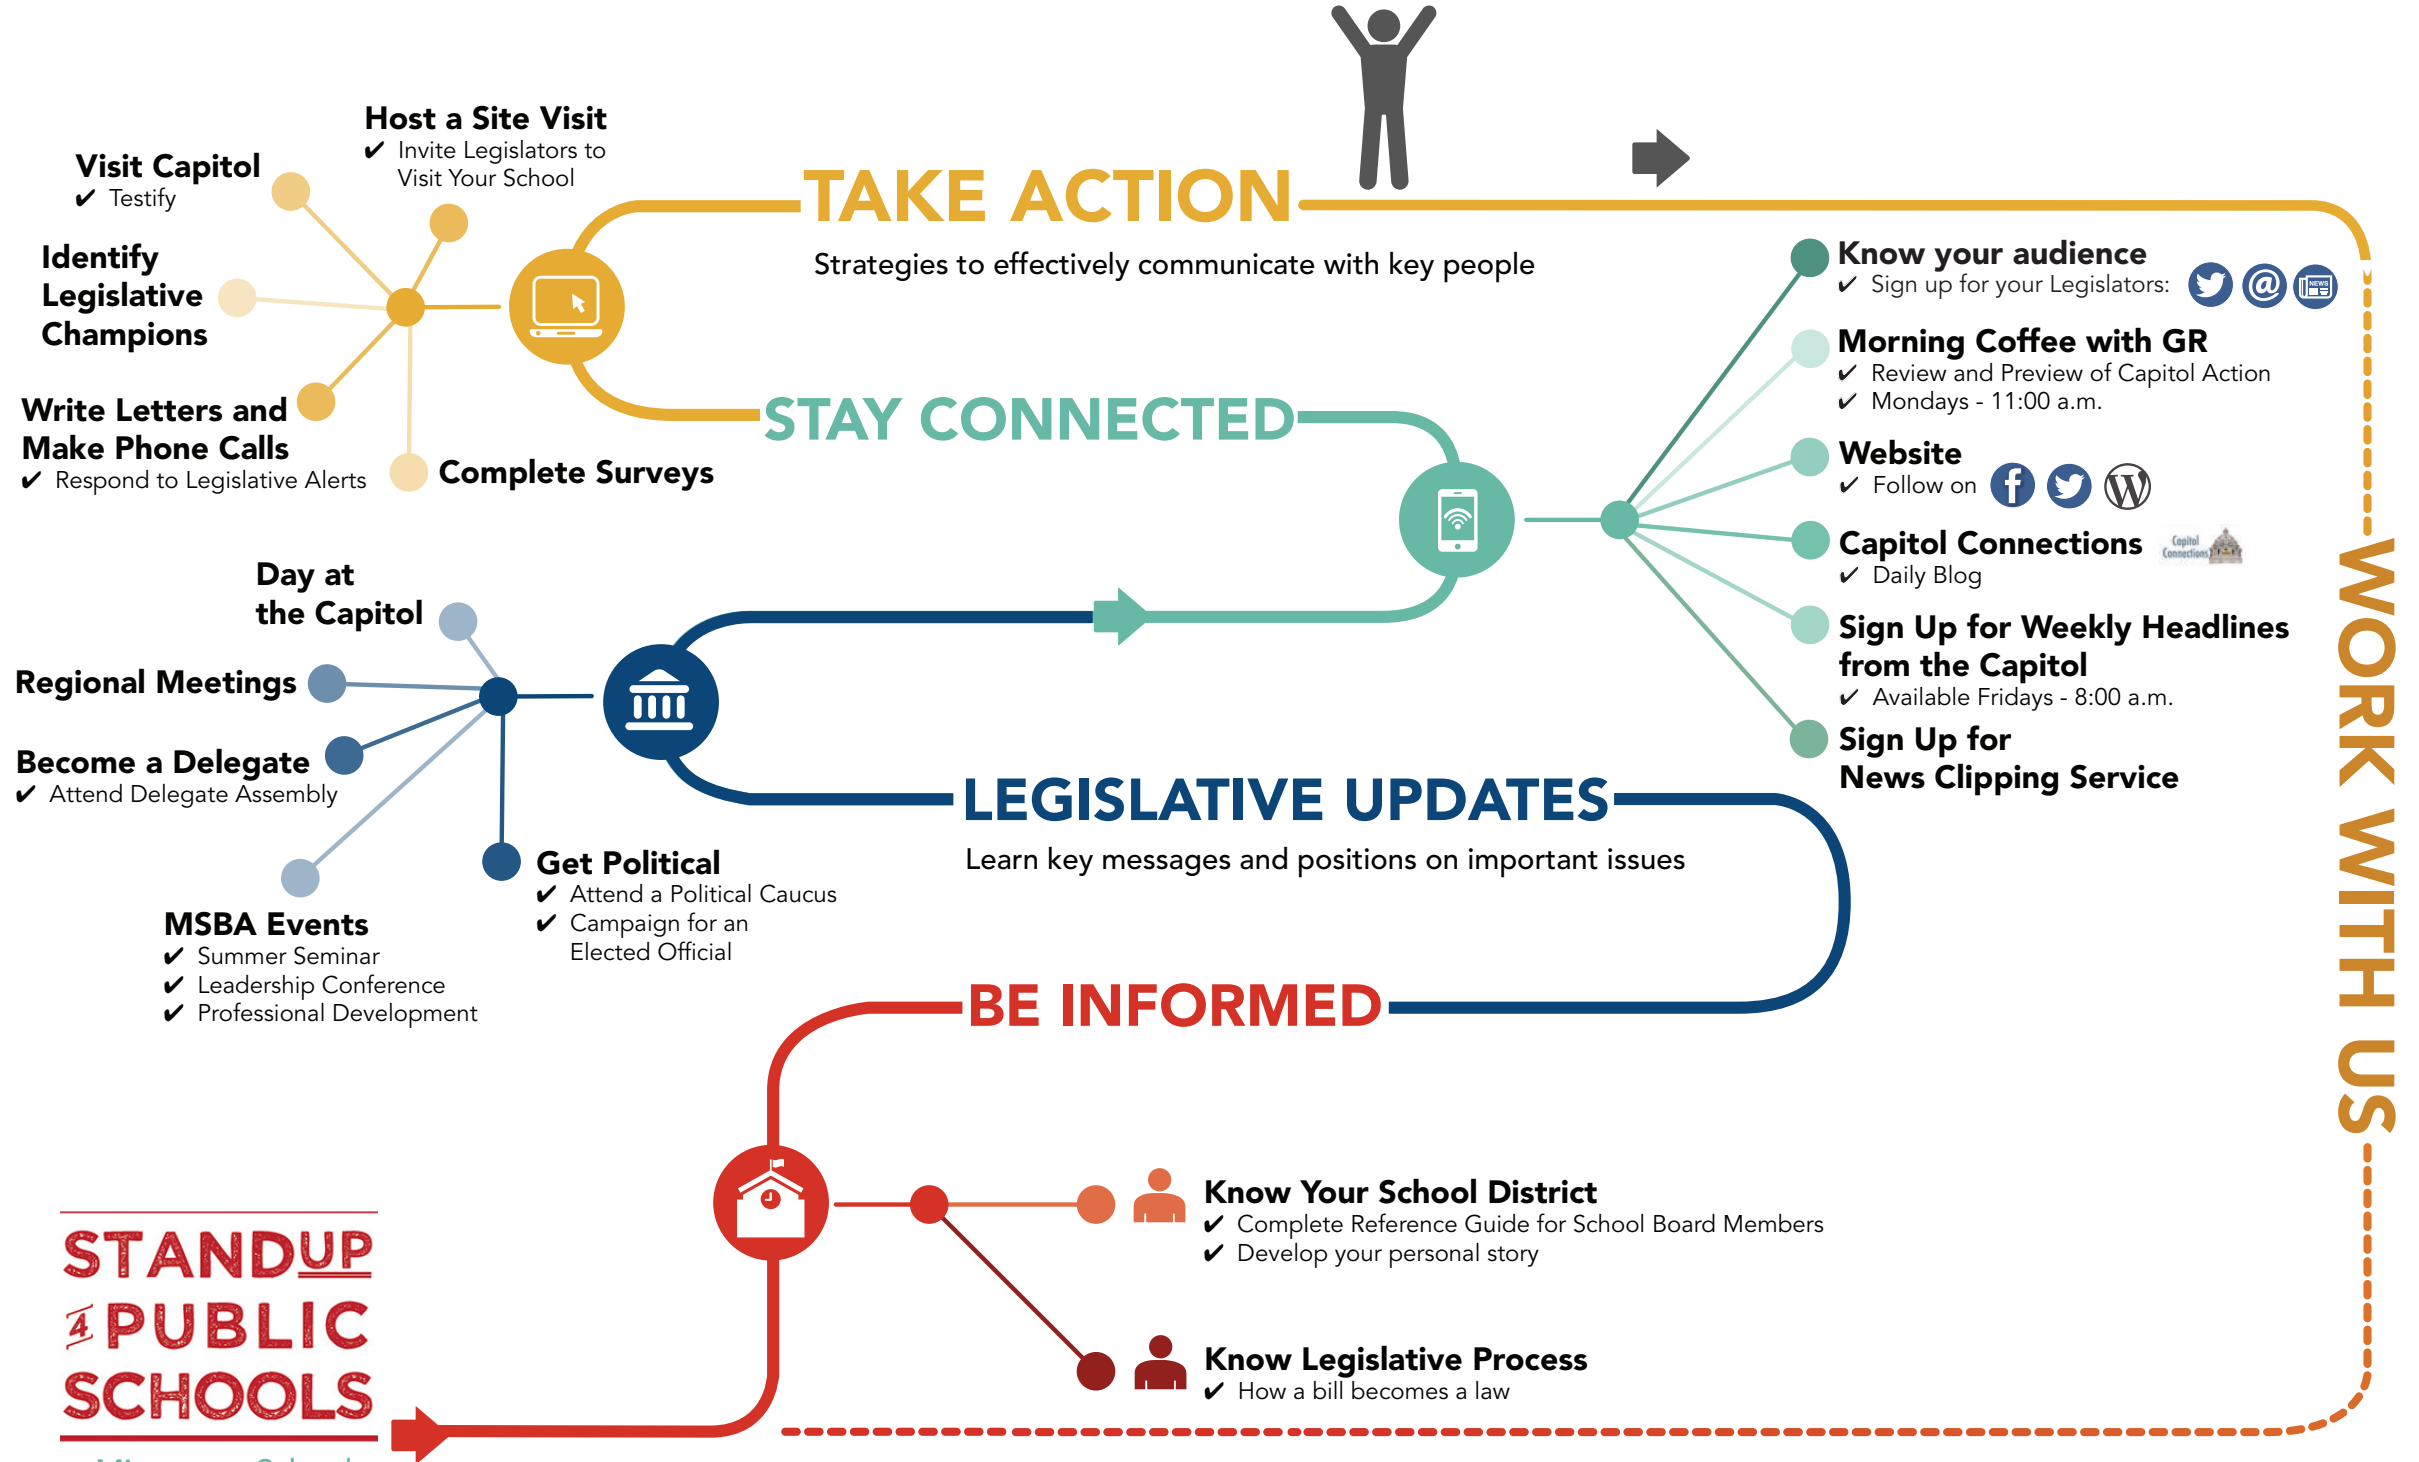 Host a Site Visit
✔ Invite Legislators to
Visit Your School
Visit Capitol
✔ Testify
Identify
Legislative
Champions
Write Letters and
Make Phone Calls
✔ Respond to Legislative Alerts
Complete Surveys
TAKE ACTION
Strategies to effectively communicate with key people
STAY CONNECTED
Know your audience
✔ Sign up for your Legislators:
@
NEWS
Morning Coffee with GR
✔ Review and Preview of Capitol Action
✔ Mondays - 11:00 a.m.
Website
✔ Follow on
Capitol Connections
Capitol
Connections
✔ Daily Blog
Sign Up for Weekly Headlines
from the Capitol
✔ Available Fridays - 8:00 a.m.
Sign Up for
News Clipping Service
WORK WITH US
Day at
the Capitol
Regional Meetings
Become a Delegate
✔ Attend Delegate Assembly
MSBA Events
✔ Summer Seminar
✔ Leadership Conference
✔ Professional Development
Get Political
✔ Attend a Political Caucus
✔ Campaign for an
Elected Official
LEGISLATIVE UPDATES
Learn key messages and positions on important issues
BE INFORMED
Know Your School District
✔ Complete Reference Guide for School Board Members
✔ Develop your personal story
Know Legislative Process
✔ How a bill becomes a law
STANDUP
4 PUBLIC
SCHOOLS